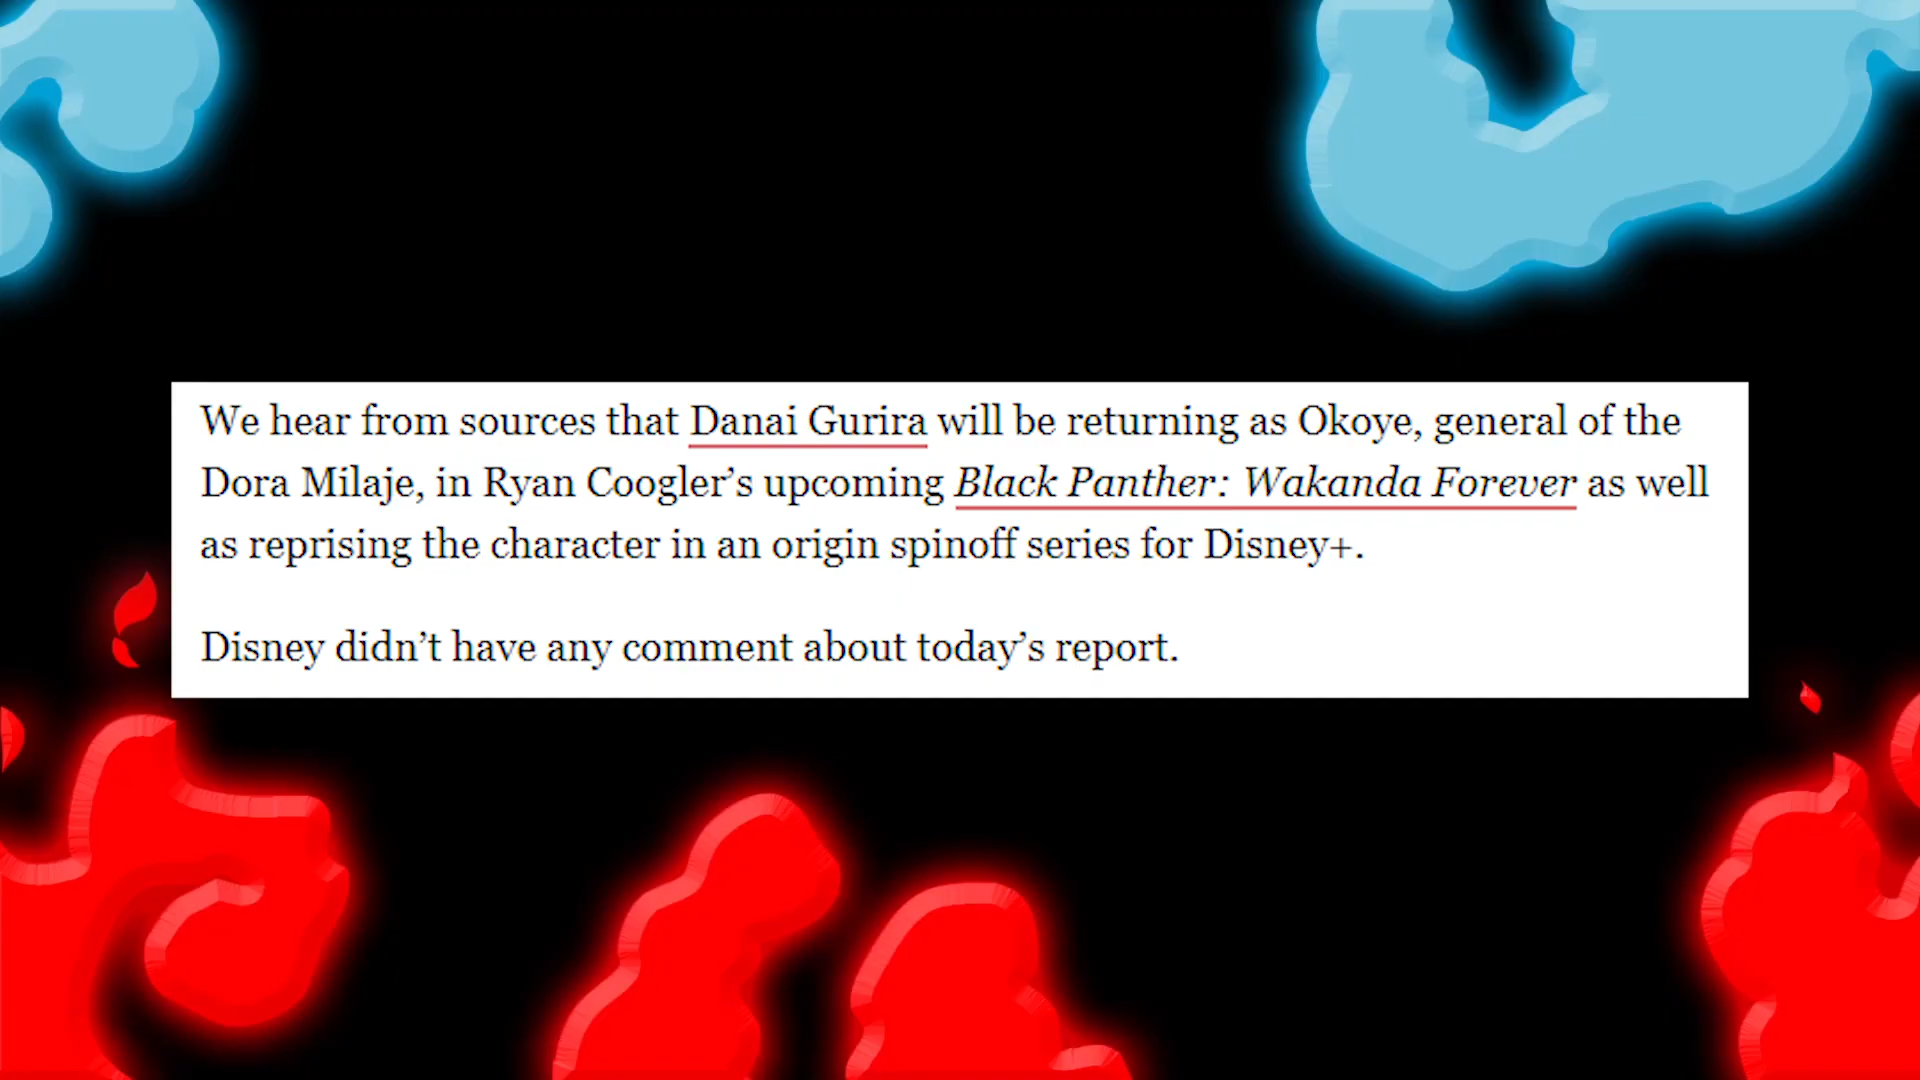 We hear from sources that Danai Gurira will be returning as Okoye, general of the
Dora Milaje, in Ryan Coogler’s upcoming Black Panther: Wakanda Forever as well
as reprising the character in an origin spinoff series for Disney+.
Disney didn’t have any comment about today’s report.